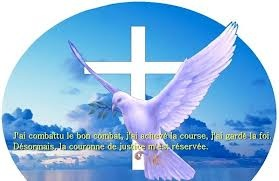 J'ai combattu le bon combat, j'ai achevé la course, j'ai gardé la foi.
Désormais, la couronne de justice m'est réservée.